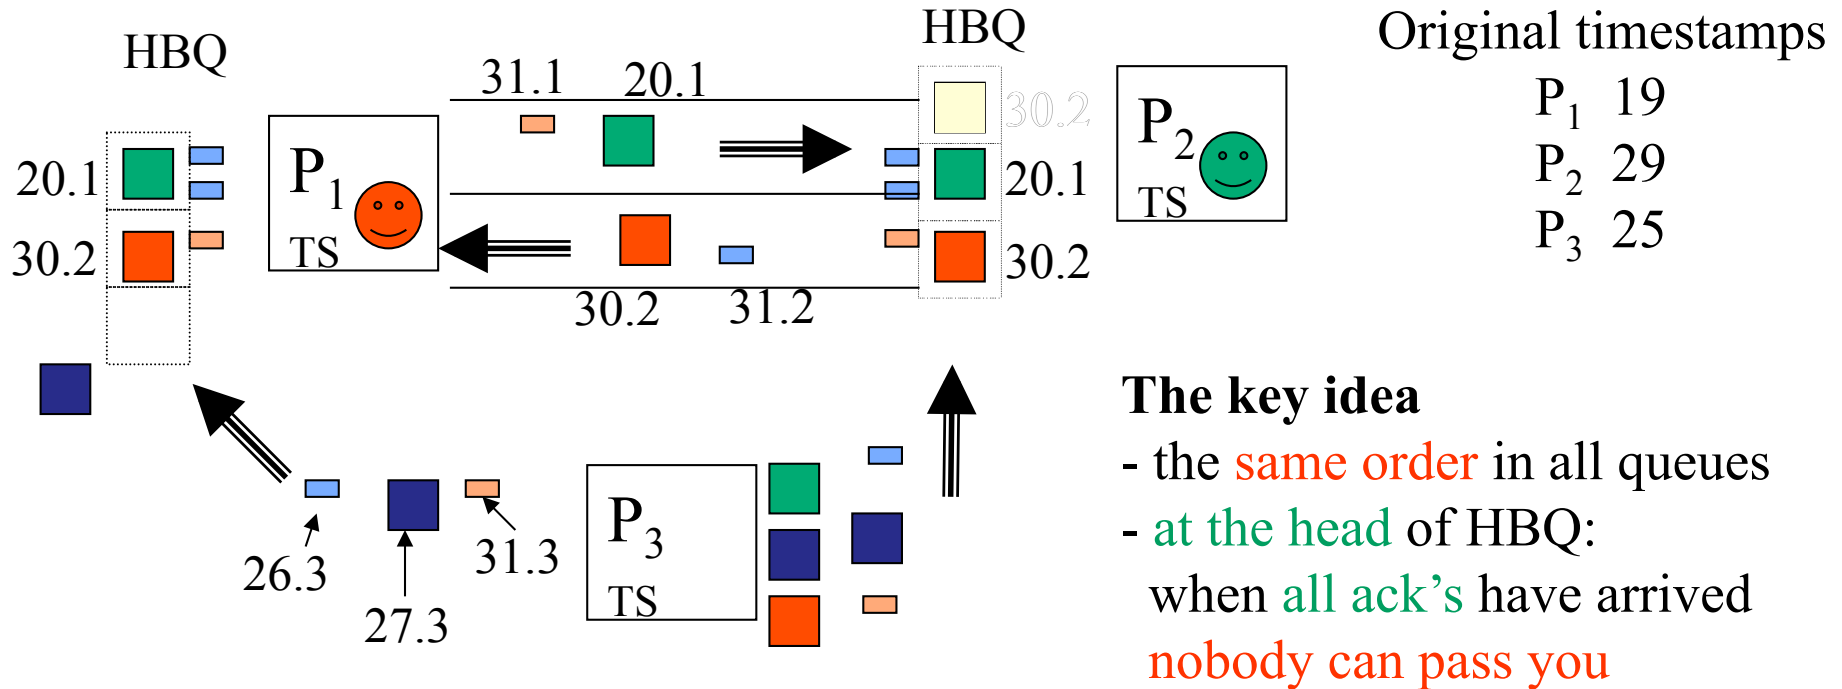 HBQ
HBQ
Original timestamps
31.1
20.1
30.2
P1 19
20.1
P1
TS
20.1
P2
TS
P2 29
30.2
30.2
P3 25
30.2
31.2
The key idea
- the same order in all queues
- at the head of HBQ:
when all ack’s have arrived
nobody can pass you
26.3
27.3
31.3
P3
TS